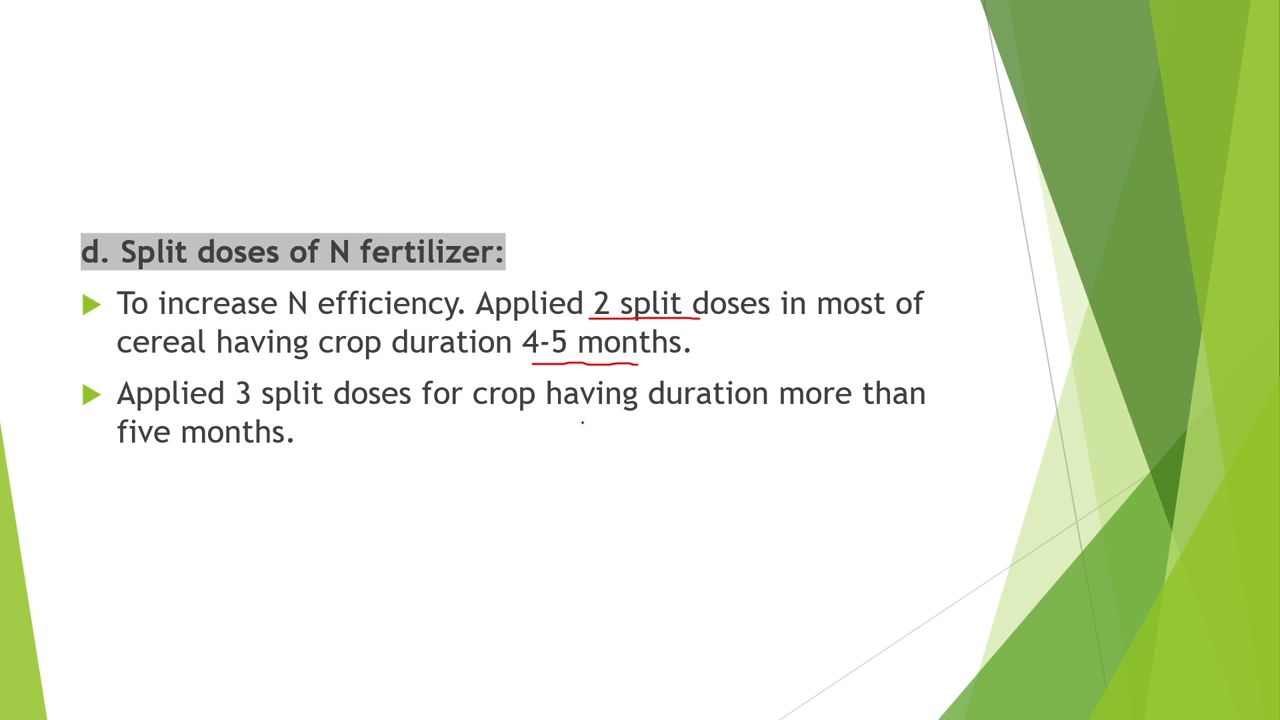 d. Split doses of N fertilizer:
To increase N efficiency. Applied 2 split doses in most of
cereal having crop duration 4-5 months.
Applied 3 split doses for crop having duration more than
five months.